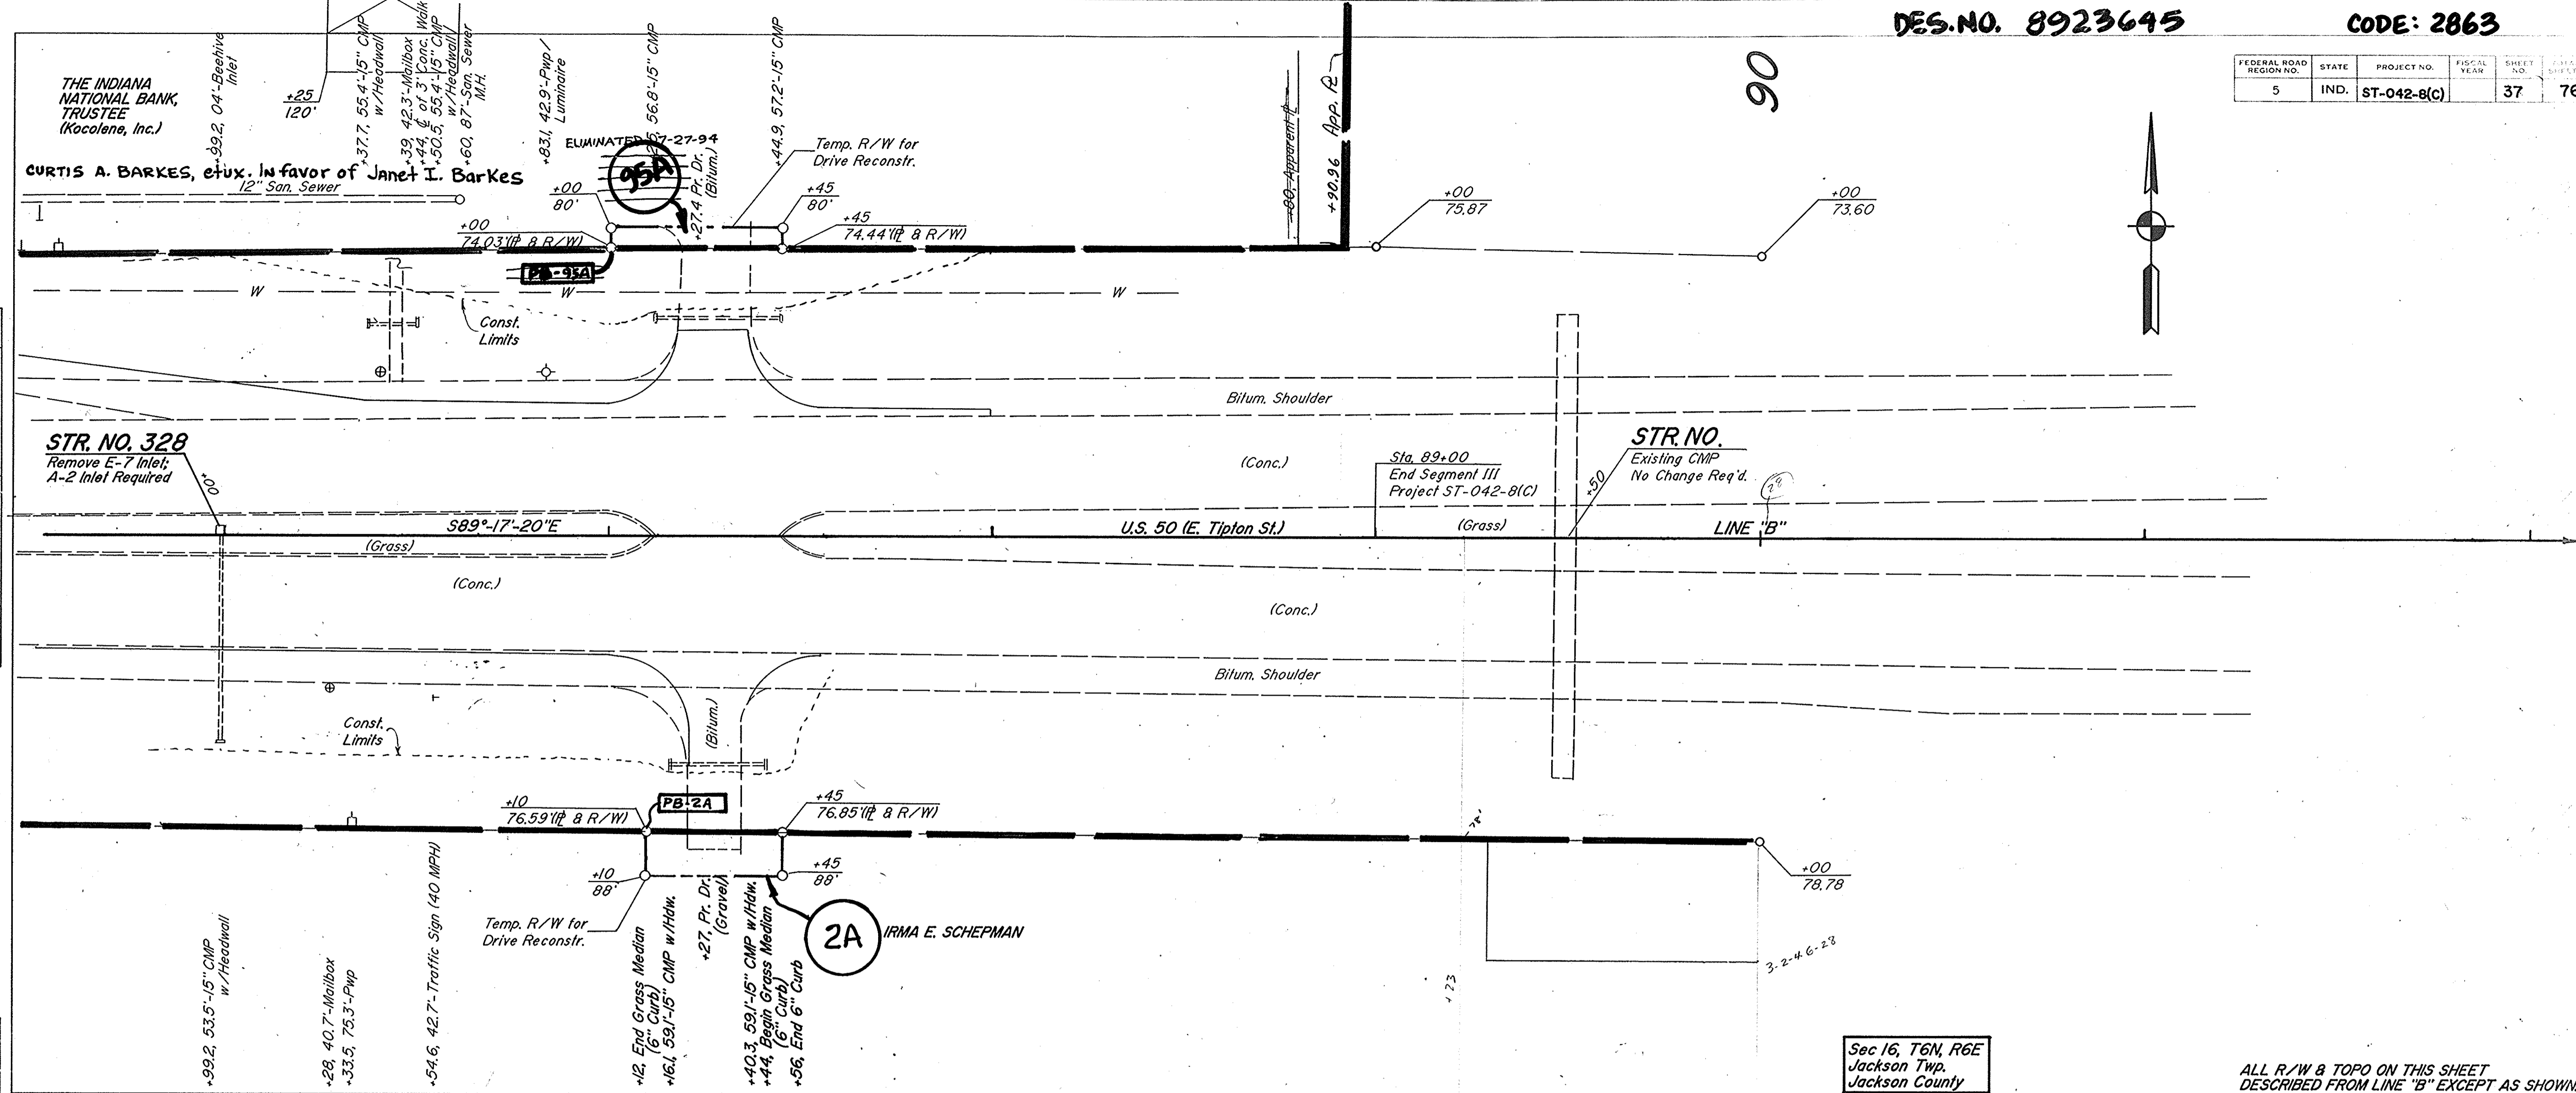 DES.NO. 8923645
CODE: 2863
FEDERAL ROAD REGION NO.
STATE
PROJECT NO.
FISCAL YEAR
SHEET NO.
5
IND.
ST-042-8(C)
37
76
90
THE INDIANA
NATIONAL BANK,
TRUSTEE
(Kocolene, Inc.)
+25
120'
+99.2, 04'-Beehive
Inlet
+37.7, 55.4'-15" CMP
w/Headwall
+39, 42.3'-Mailbox
+44, ℄ of 3' Conc. Walk
+50.5, 55.4'-15" CMP
w/Headwall
+60, 87'-San. Sewer
M.H.
+83.1, 42.9'-Pwp/
Luminaire
56.8'-15" CMP
+44.9, 57.2'-15" CMP
ELIMINATED 7-27-94
95A
+27.4 Pr. Dr.
(Bitum.)
Temp. R/W for
Drive Reconstr.
CURTIS A. BARKES, etux. In favor of Janet I. Barkes
12" San. Sewer
+00
80'
+45
80'
+00
74.03'(℄ & R/W)
+45
74.44'(℄ & R/W)
-95A
+80, Apparent
+90.96 App. ℄
+00
75.87
+00
73.60
W
W
W
Const.
Limits
Bitum. Shoulder
STR. NO. 328
Remove E-7 Inlet;
A-2 Inlet Required
+00
(Conc.)
Sta. 89+00
End Segment III
Project ST-042-8(C)
STR. NO.
Existing CMP
No Change Req'd.
+50
28
S89°-17'-20"E
(Grass)
U.S. 50 (E. Tipton St.)
(Grass)
LINE "B"
(Conc.)
(Conc.)
Bitum. Shoulder
T
Const.
Limits
(Bitum.)
PB-2A
+10
76.59'(℄ & R/W)
+45
76.85'(℄ & R/W)
78'
+10
88'
+45
88'
+00
78.78
Temp. R/W for
Drive Reconstr.
2A
IRMA E. SCHEPMAN
+99.2, 53.5'-15" CMP
w/Headwall
+28, 40.7'-Mailbox
+33.5, 75.3'-Pwp
+54.6, 42.7'-Traffic Sign (40 MPH)
+12, End Grass Median
(6" Curb)
+16.1, 59.1'-15" CMP w/Hdw.
+27, Pr. Dr.
(Gravel)
+40.3, 59.1'-15" CMP w/Hdw.
+44, Begin Grass Median
(6" Curb)
+56, End 6" Curb
+23
3-2-46-28
Sec 16, T6N, R6E
Jackson Twp.
Jackson County
ALL R/W & TOPO ON THIS SHEET
DESCRIBED FROM LINE "B" EXCEPT AS SHOWN.